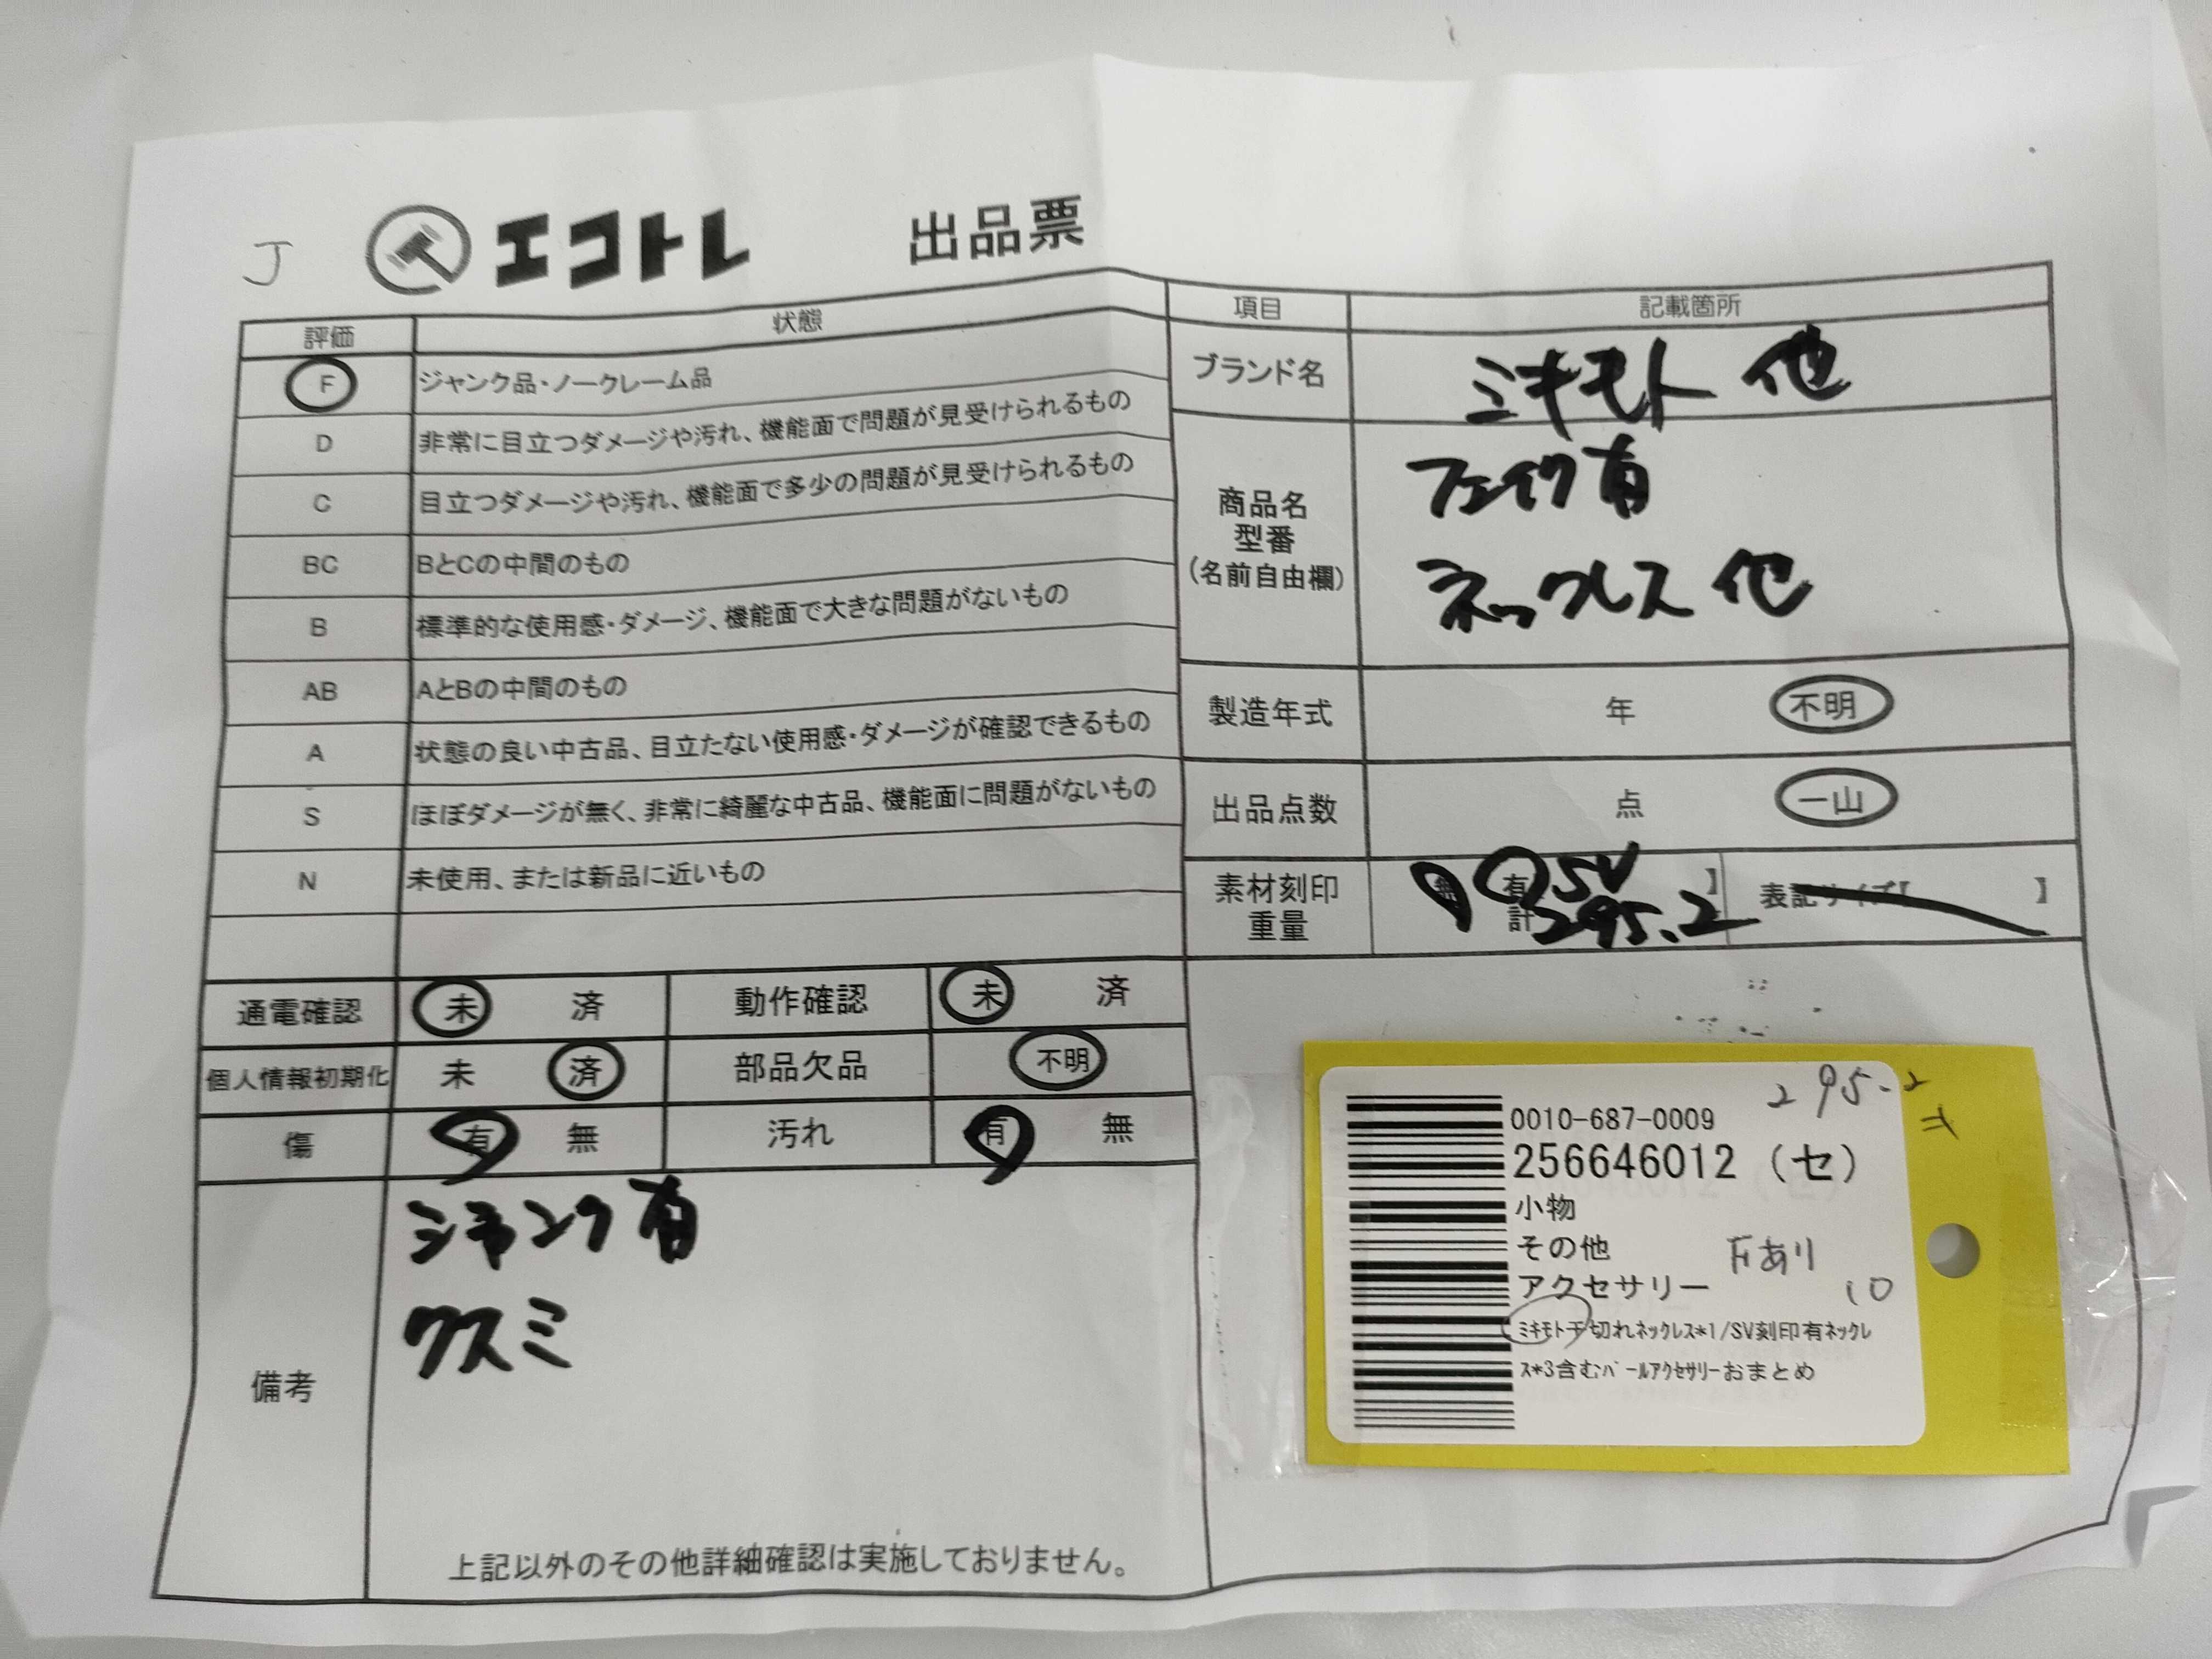 J
エコトレ 出品票
評価 状態
F ジャンク品・ノークレーム品
D 非常に目立つダメージや汚れ、機能面で問題が見受けられるもの
C 目立つダメージや汚れ、機能面で多少の問題が見受けられるもの
BC BとCの中間のもの
B 標準的な使用感・ダメージ、機能面で大きな問題がないもの
AB AとBの中間のもの
A 状態の良い中古品、目立たない使用感・ダメージが確認できるもの
S ほぼダメージが無く、非常に綺麗な中古品、機能面に問題がないもの
N 未使用、または新品に近いもの
項目 記載箇所
ブランド名 ミキモト 他
商品名
型番
(名前自由欄)
フェイク有
ネックレス 他
製造年式 年 不明
出品点数 点 一山
素材刻印
重量
無 有 SV 】
計 295.2
表記サイズ【 】
通電確認 未 済 動作確認 未 済
個人情報初期化 未 済 部品欠品 不明
傷 有 無 汚れ 有 無
備考
ジャンク有
クスミ
上記以外のその他詳細確認は実施しておりません。
295.2
0010-687-0009
256646012 (セ)
小物
その他 Fあり
アクセサリー 10
ミキモト千切れネックレス*1/SV刻印有ネックレ
ス*3含むパールアクセサリーおまとめ